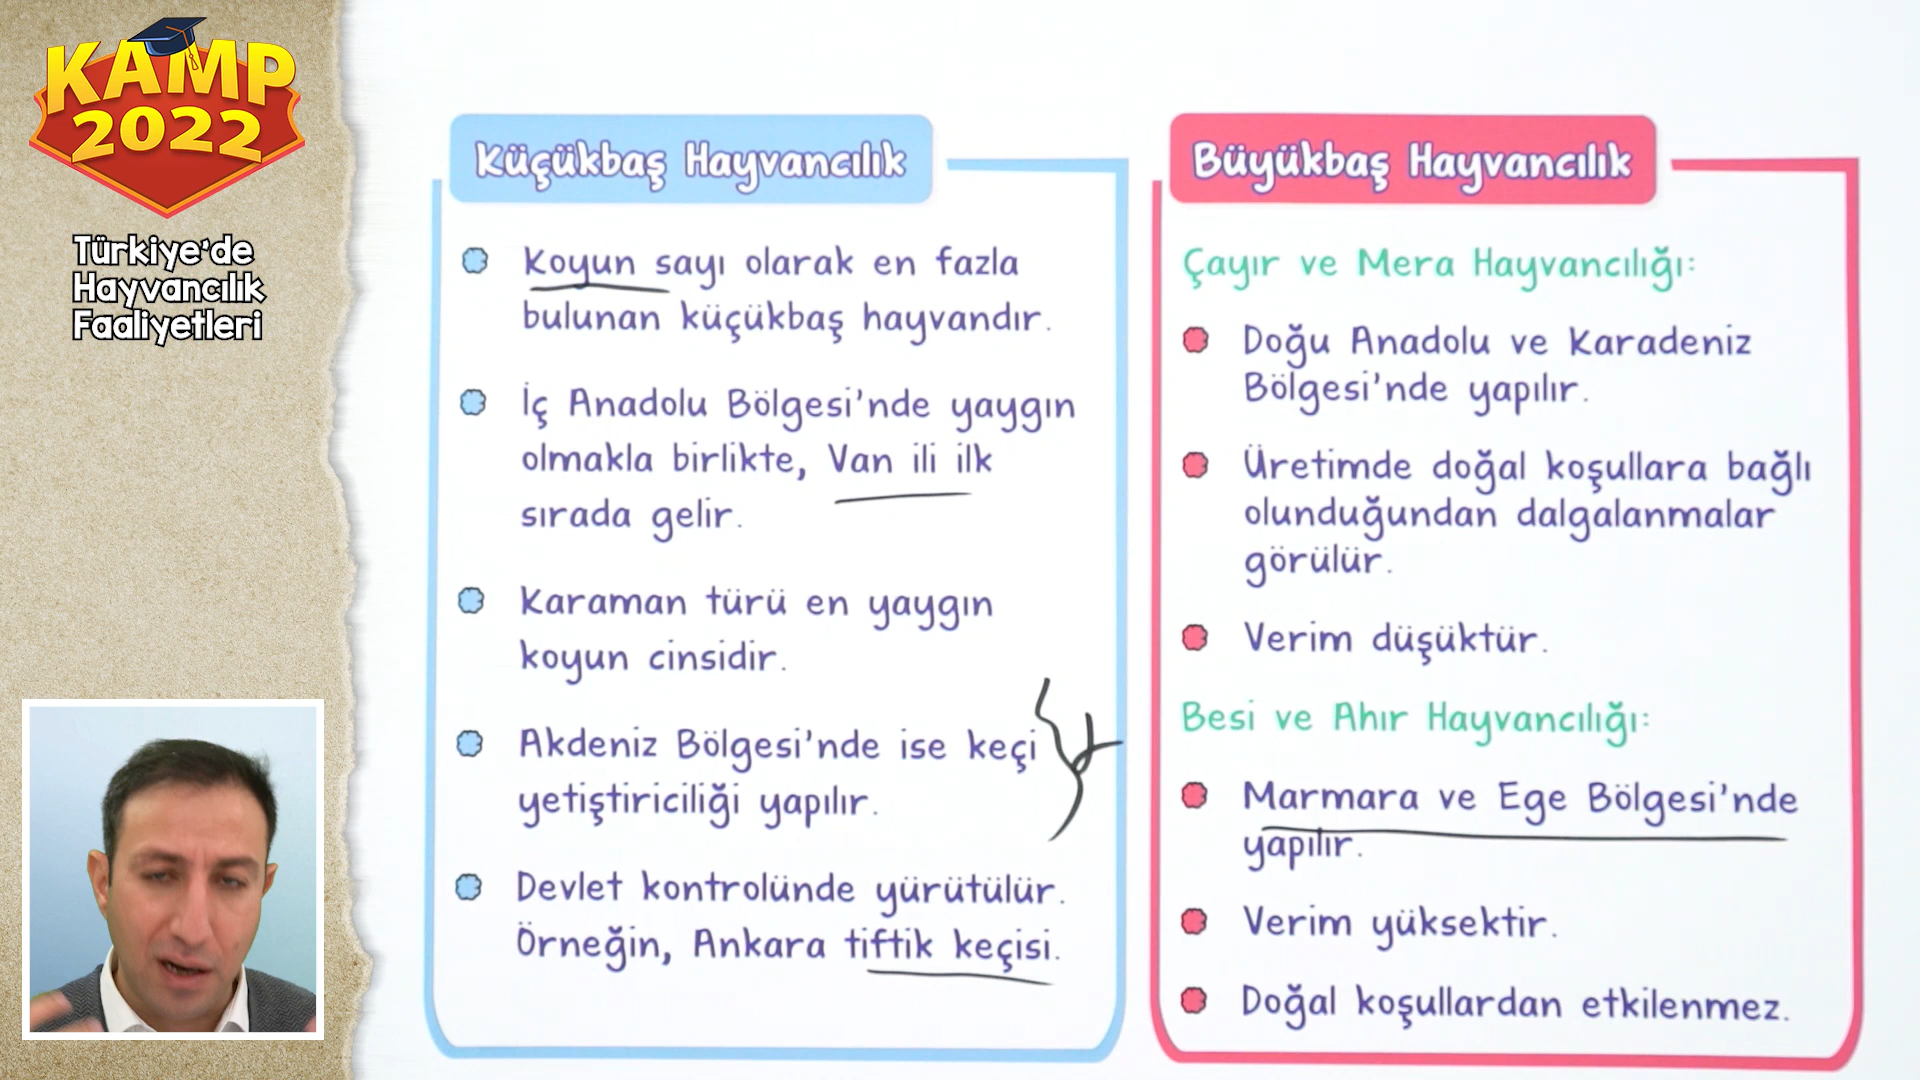 KAMP
2022
Türkiye'de
Hayvancılık
Faaliyetleri
Küçükbaş Hayvancılık
Koyun sayı olarak en fazla
bulunan küçükbaş hayvandır.
İç Anadolu Bölgesi'nde yaygın
olmakla birlikte, Van ili ilk
sırada gelir.
Karaman türü en yaygın
koyun cinsidir.
Akdeniz Bölgesi'nde ise keçi
yetiştiriciliği yapılır.
Devlet kontrolünde yürütülür.
Örneğin, Ankara tiftik keçisi.
Büyükbaş Hayvancılık
Çayır ve Mera Hayvancılığı:
Doğu Anadolu ve Karadeniz
Bölgesi'nde yapılır.
Üretimde doğal koşullara bağlı
olunduğundan dalgalanmalar
görülür.
Verim düşüktür.
Besi ve Ahır Hayvancılığı:
Marmara ve Ege Bölgesi'nde
yapılır.
Verim yüksektir.
Doğal koşullardan etkilenmez.